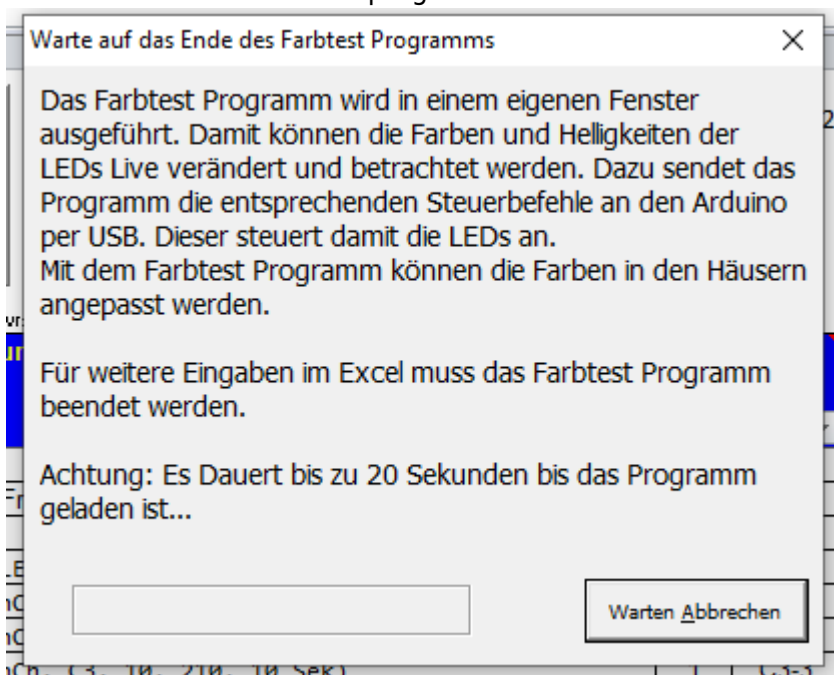 Warte auf das Ende des Farbtest Programms
Das Farbtest Programm wird in einem eigenen Fenster
ausgeführt. Damit können die Farben und Helligkeiten der
LEDs Live verändert und betrachtet werden. Dazu sendet das
Programm die entsprechenden Steuerbefehle an den Arduino
per USB. Dieser steuert damit die LEDs an.
Mit dem Farbtest Programm können die Farben in den Häusern
angepasst werden.
Für weitere Eingaben im Excel muss das Farbtest Programm
beendet werden.
Achtung: Es Dauert bis zu 20 Sekunden bis das Programm
geladen ist...
Warten Abbrechen